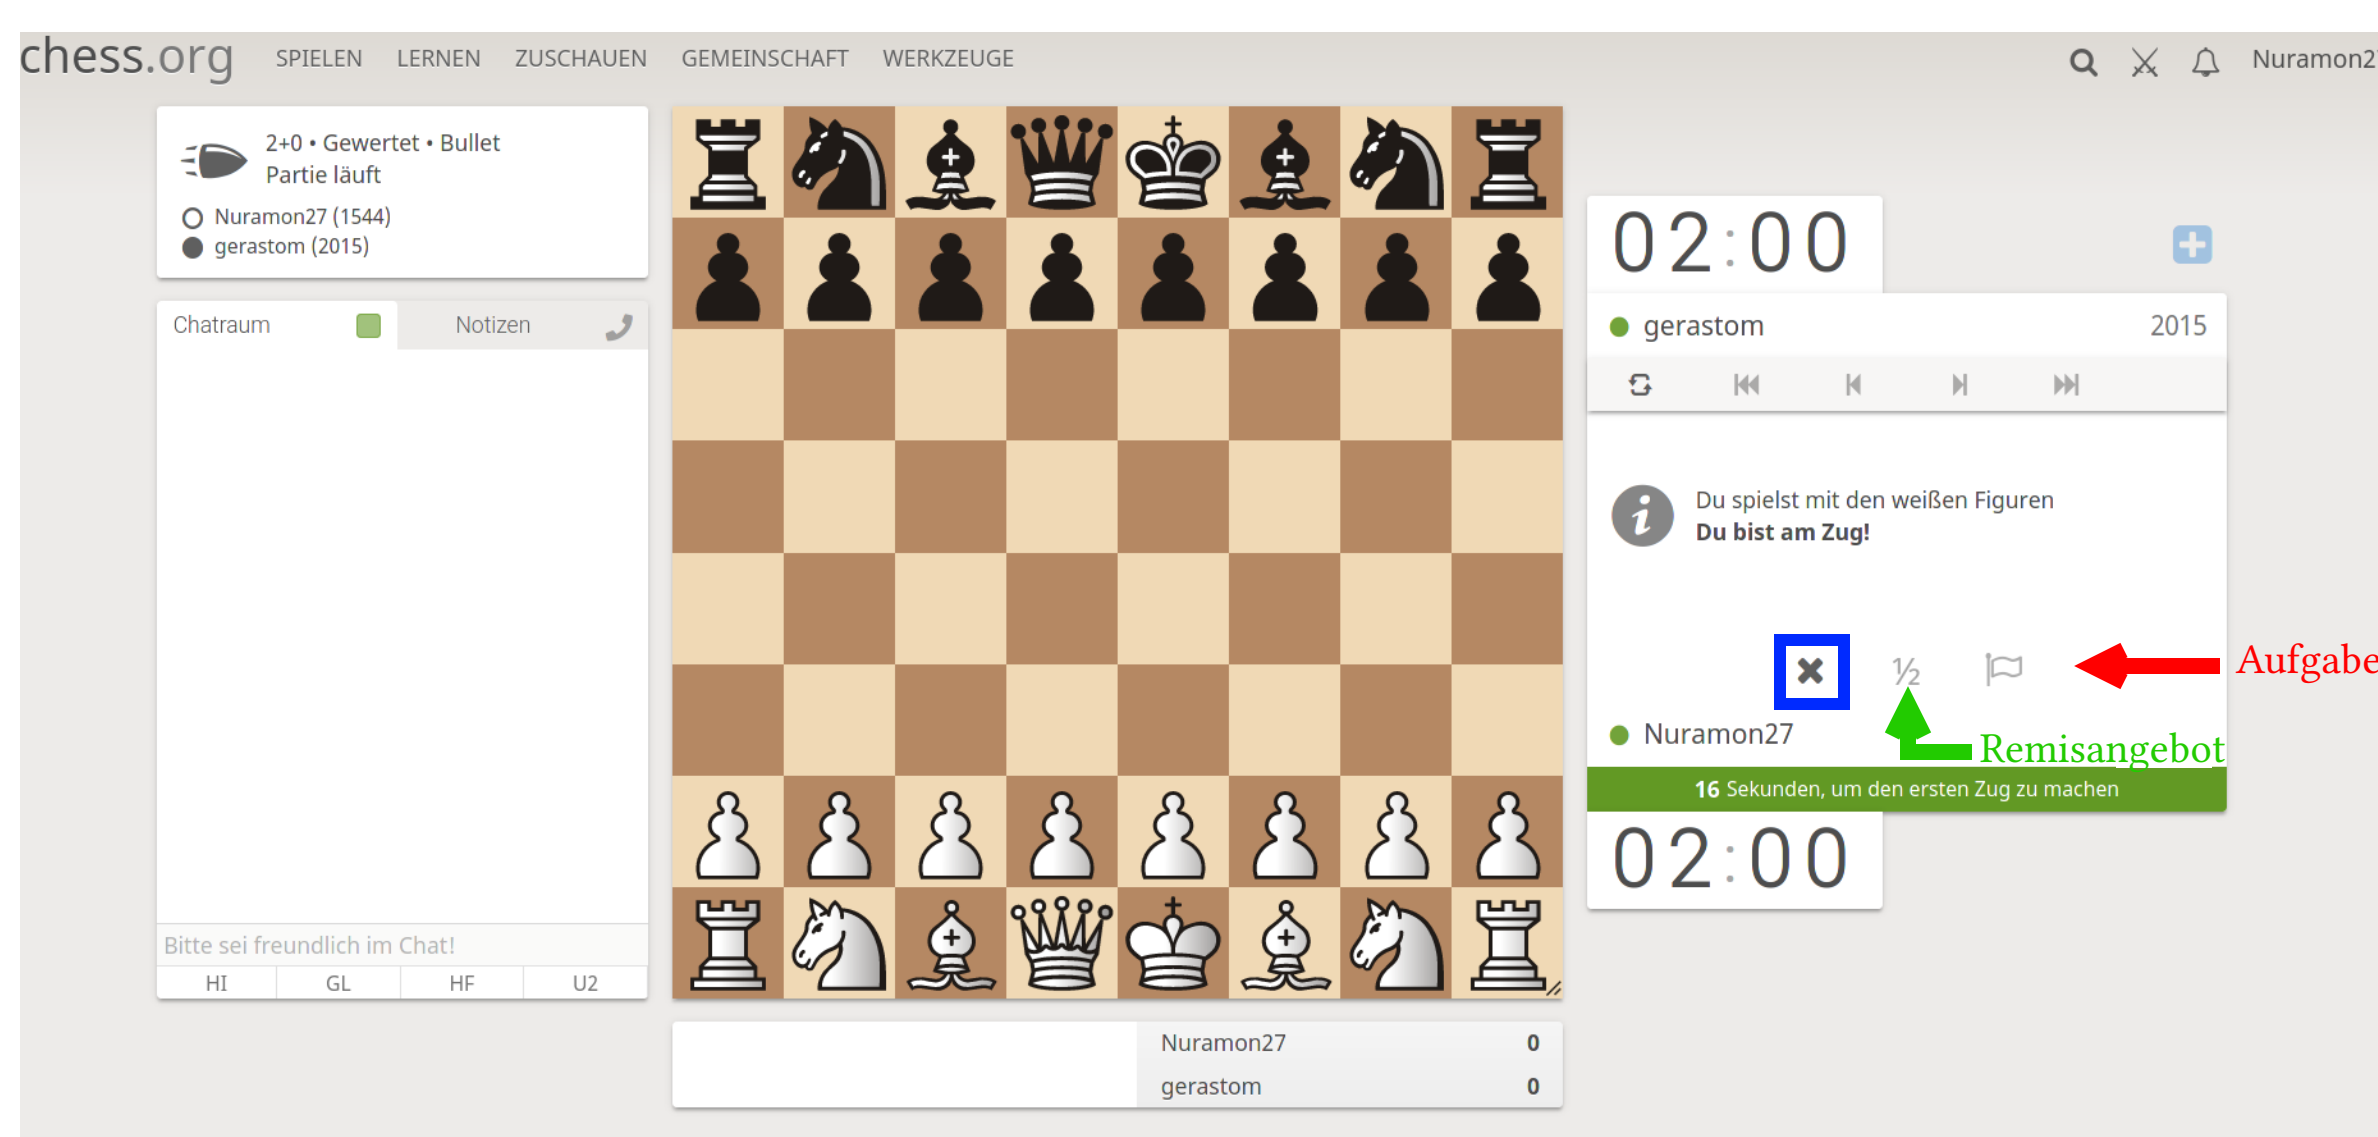 chess.org SPIELEN LERNEN ZUSCHAUEN GEMEINSCHAFT WERKZEUGE Nuramon2
2+0 • Gewertet • Bullet
Partie läuft
Nuramon27 (1544)
gerastom (2015)
Chatraum Notizen
Bitte sei freundlich im Chat!
HI GL HF U2
02:00
gerastom 2015
Du spielst mit den weißen Figuren
Du bist am Zug!
½
Aufgabe
Nuramon27
Remisangebot
16 Sekunden, um den ersten Zug zu machen
02:00
Nuramon27 0
gerastom 0